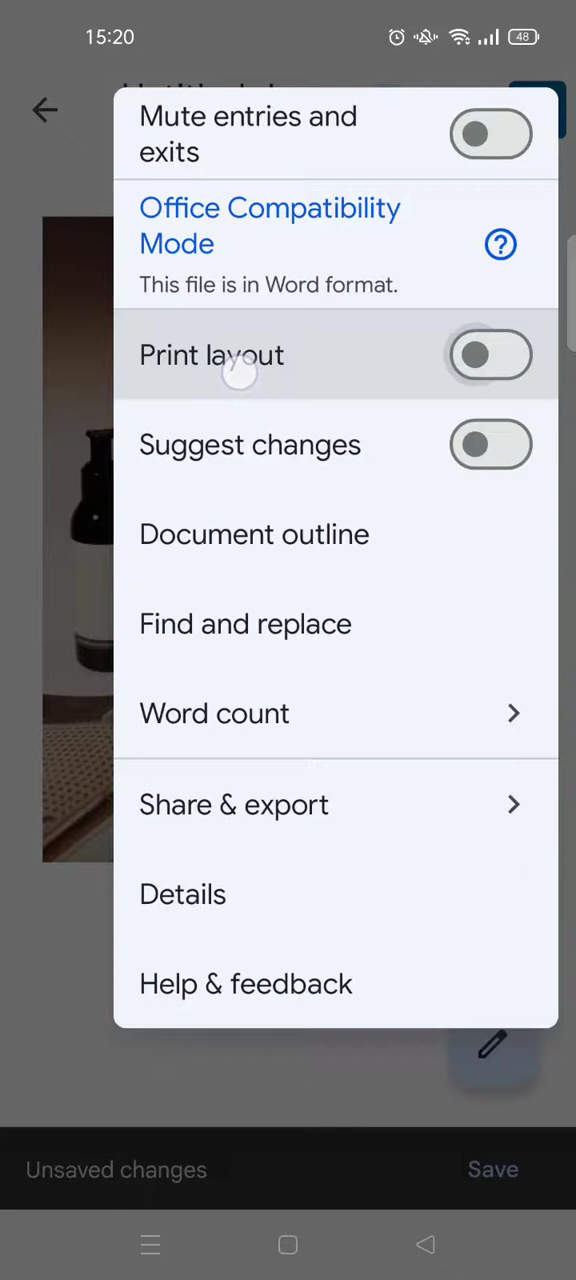 15:20
48
Mute entries and
exits
Office Compatibility
Mode
This file is in Word format.
Print layout
Suggest changes
Document outline
Find and replace
Word count
Share & export
Details
Help & feedback
Unsaved changes
Save